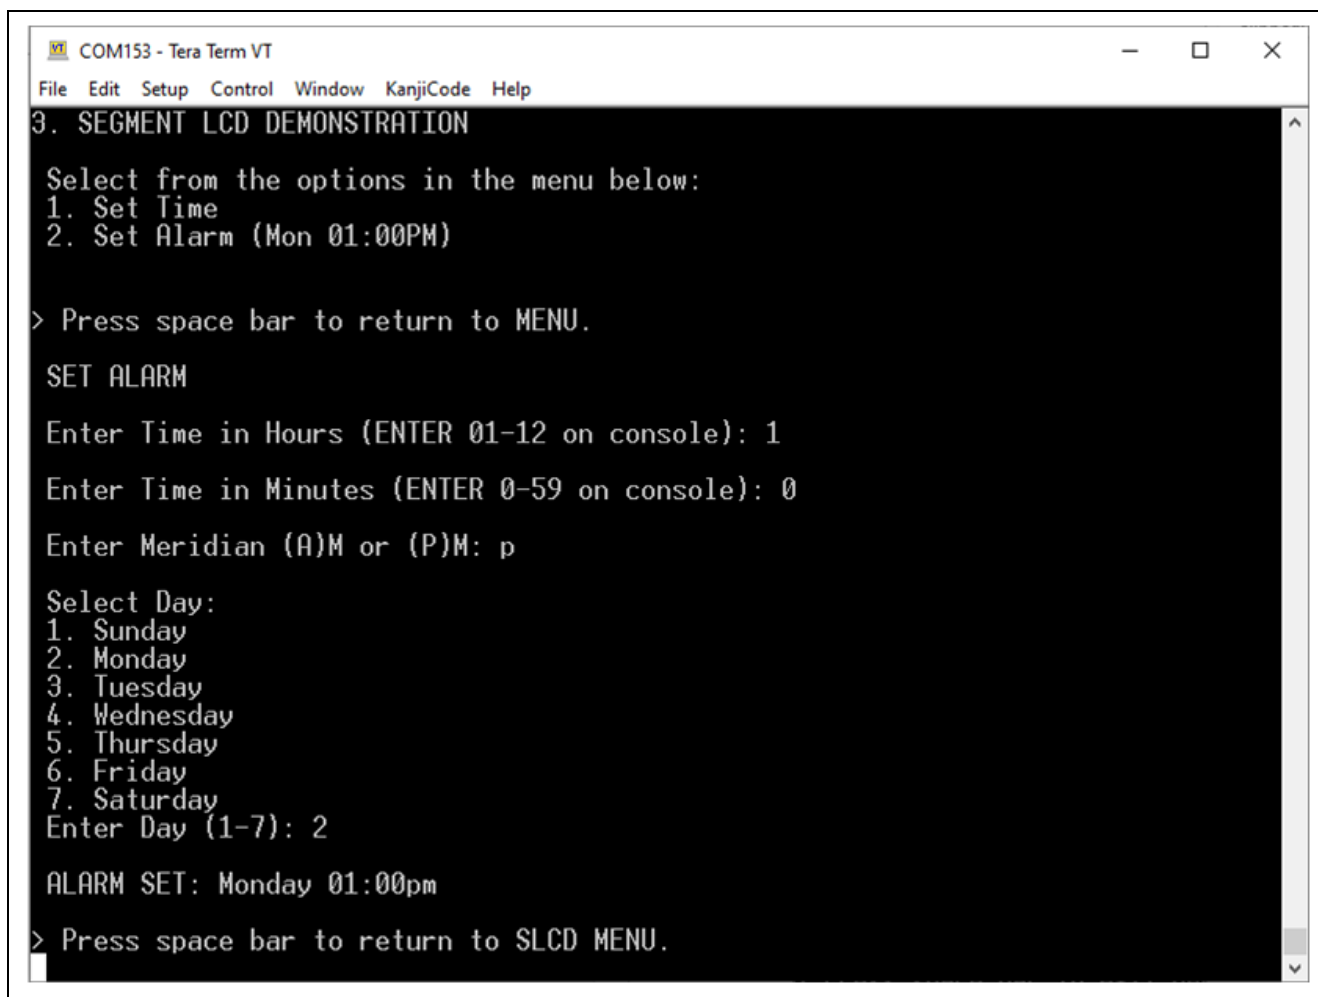 COM153 - Tera Term VT
File Edit Setup Control Window KanjiCode Help
3. SEGMENT LCD DEMONSTRATION
Select from the options in the menu below:
1. Set Time
2. Set Alarm (Mon 01:00PM)
> Press space bar to return to MENU.
SET ALARM
Enter Time in Hours (ENTER 01-12 on console): 1
Enter Time in Minutes (ENTER 0-59 on console): 0
Enter Meridian (A)M or (P)M: p
Select Day:
1. Sunday
2. Monday
3. Tuesday
4. Wednesday
5. Thursday
6. Friday
7. Saturday
Enter Day (1-7): 2
ALARM SET: Monday 01:00pm
> Press space bar to return to SLCD MENU.